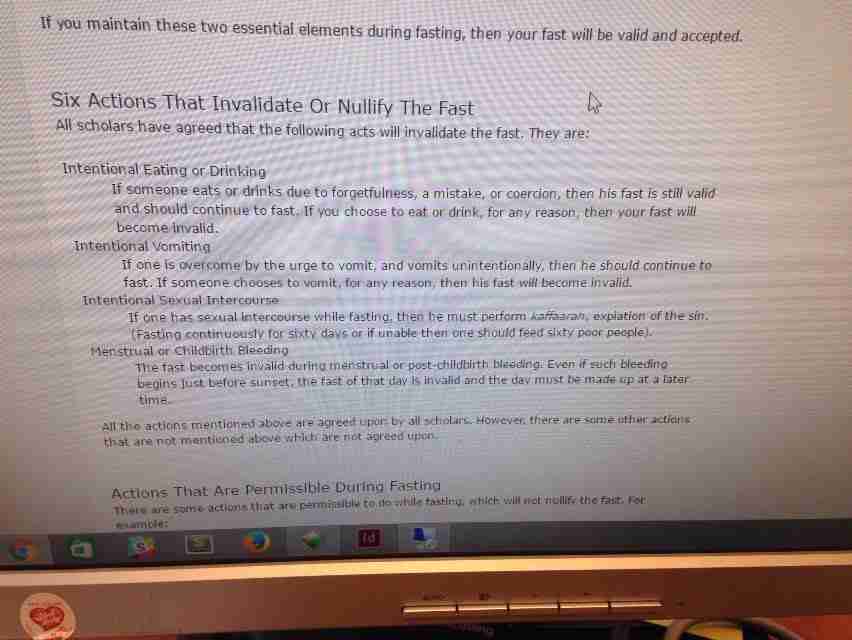 If you maintain these two essential elements during fasting, then your fast will be valid and accepted.
Six Actions That Invalidate Or Nullify The Fast
All scholars have agreed that the following acts will invalidate the fast. They are:
Intentional Eating or Drinking
If someone eats or drinks due to forgetfulness, a mistake, or coercion, then his fast is still valid
and should continue to fast. If you choose to eat or drink, for any reason, then your fast will
become invalid.
Intentional Vomiting
If one is overcome by the urge to vomit, and vomits unintentionally, then he should continue to
fast. If someone chooses to vomit, for any reason, then his fast will become invalid.
Intentional Sexual Intercourse
If one has sexual intercourse while fasting, then he must perform kaffaarah, expiation of the sin.
(Fasting continuously for sixty days or if unable then one should feed sixty poor people).
Menstrual or Childbirth Bleeding
The fast becomes invalid during menstrual or post-childbirth bleeding. Even if such bleeding
begins just before sunset, the fast of that day is invalid and the day must be made up at a later
time.
All the actions mentioned above are agreed upon by all scholars. However, there are some other actions
that are not mentioned above which are not agreed upon.
Actions That Are Permissible During Fasting
There are some actions that are permissible to do while fasting, which will not nullify the fast. For
example:
Id